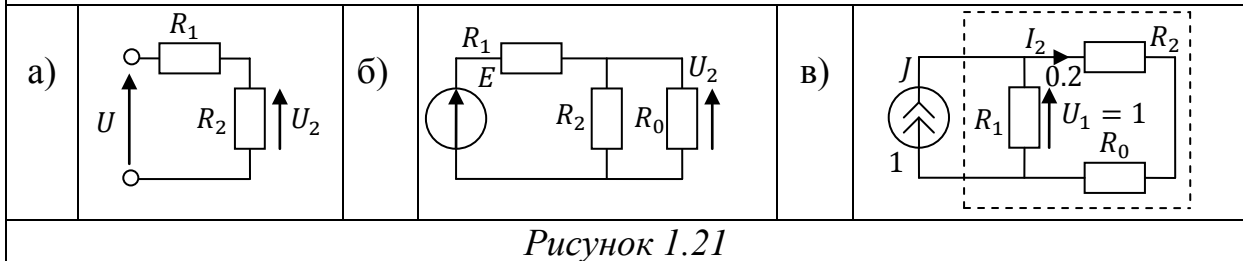 а)
R₁
U
R₂
U₂
б)
R₁
E
R₂
R₀
U₂
в)
J
1
I₂
0.2
R₂
R₁
U₁ = 1
R₀
Рисунок 1.21